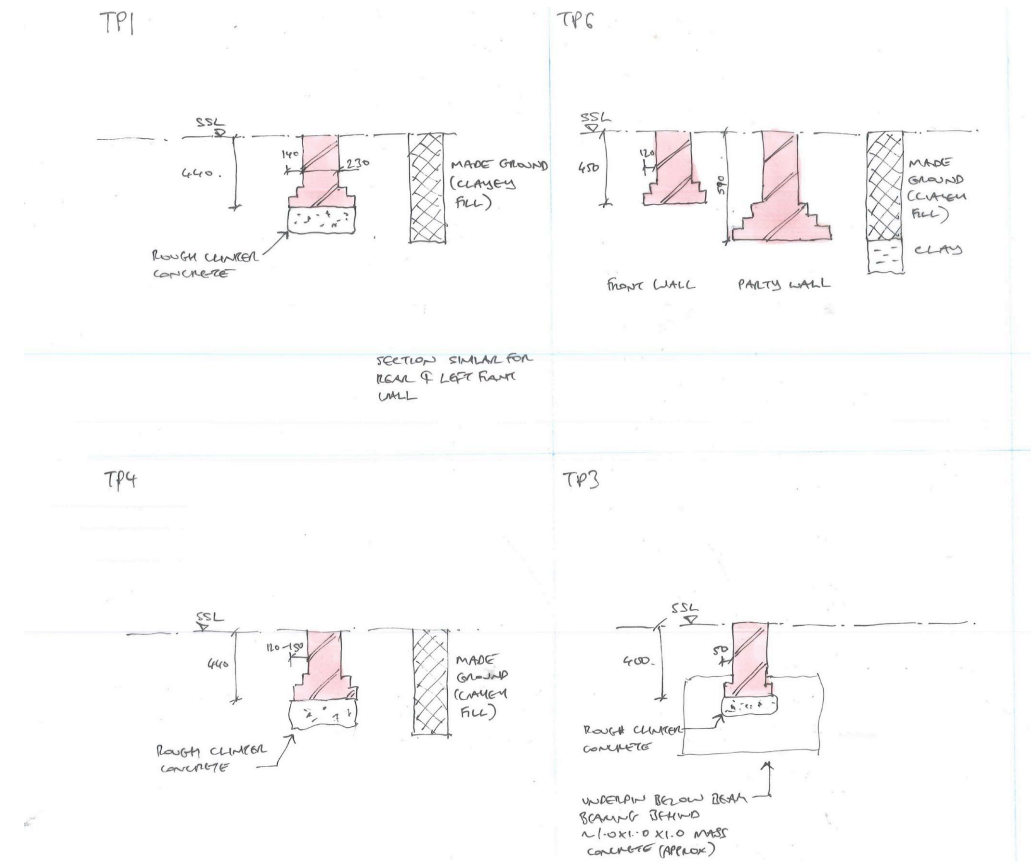 TP1
SSL
440.
140
230
MADE GROUND
(CLAYEY
FILL)
ROUGH CLINKER
CONCRETE
TP6
SSL
450
120
590
MADE
GROUND
(CLAYEY
FILL)
CLAY
FRONT WALL
PARTY WALL
SECTION SIMILAR FOR
REAR & LEFT FRONT
WALL
TP4
SSL
440
120-150
MADE
GROUND
(CLAYEY
FILL)
ROUGH CLINKER
CONCRETE
TP3
SSL
400.
50
ROUGH CLINKER
CONCRETE
UNDERPIN BELOW BEAM
BEARING BEHIND
~1.0X1.0 X1.0 MASS
CONCRETE (APPROX)